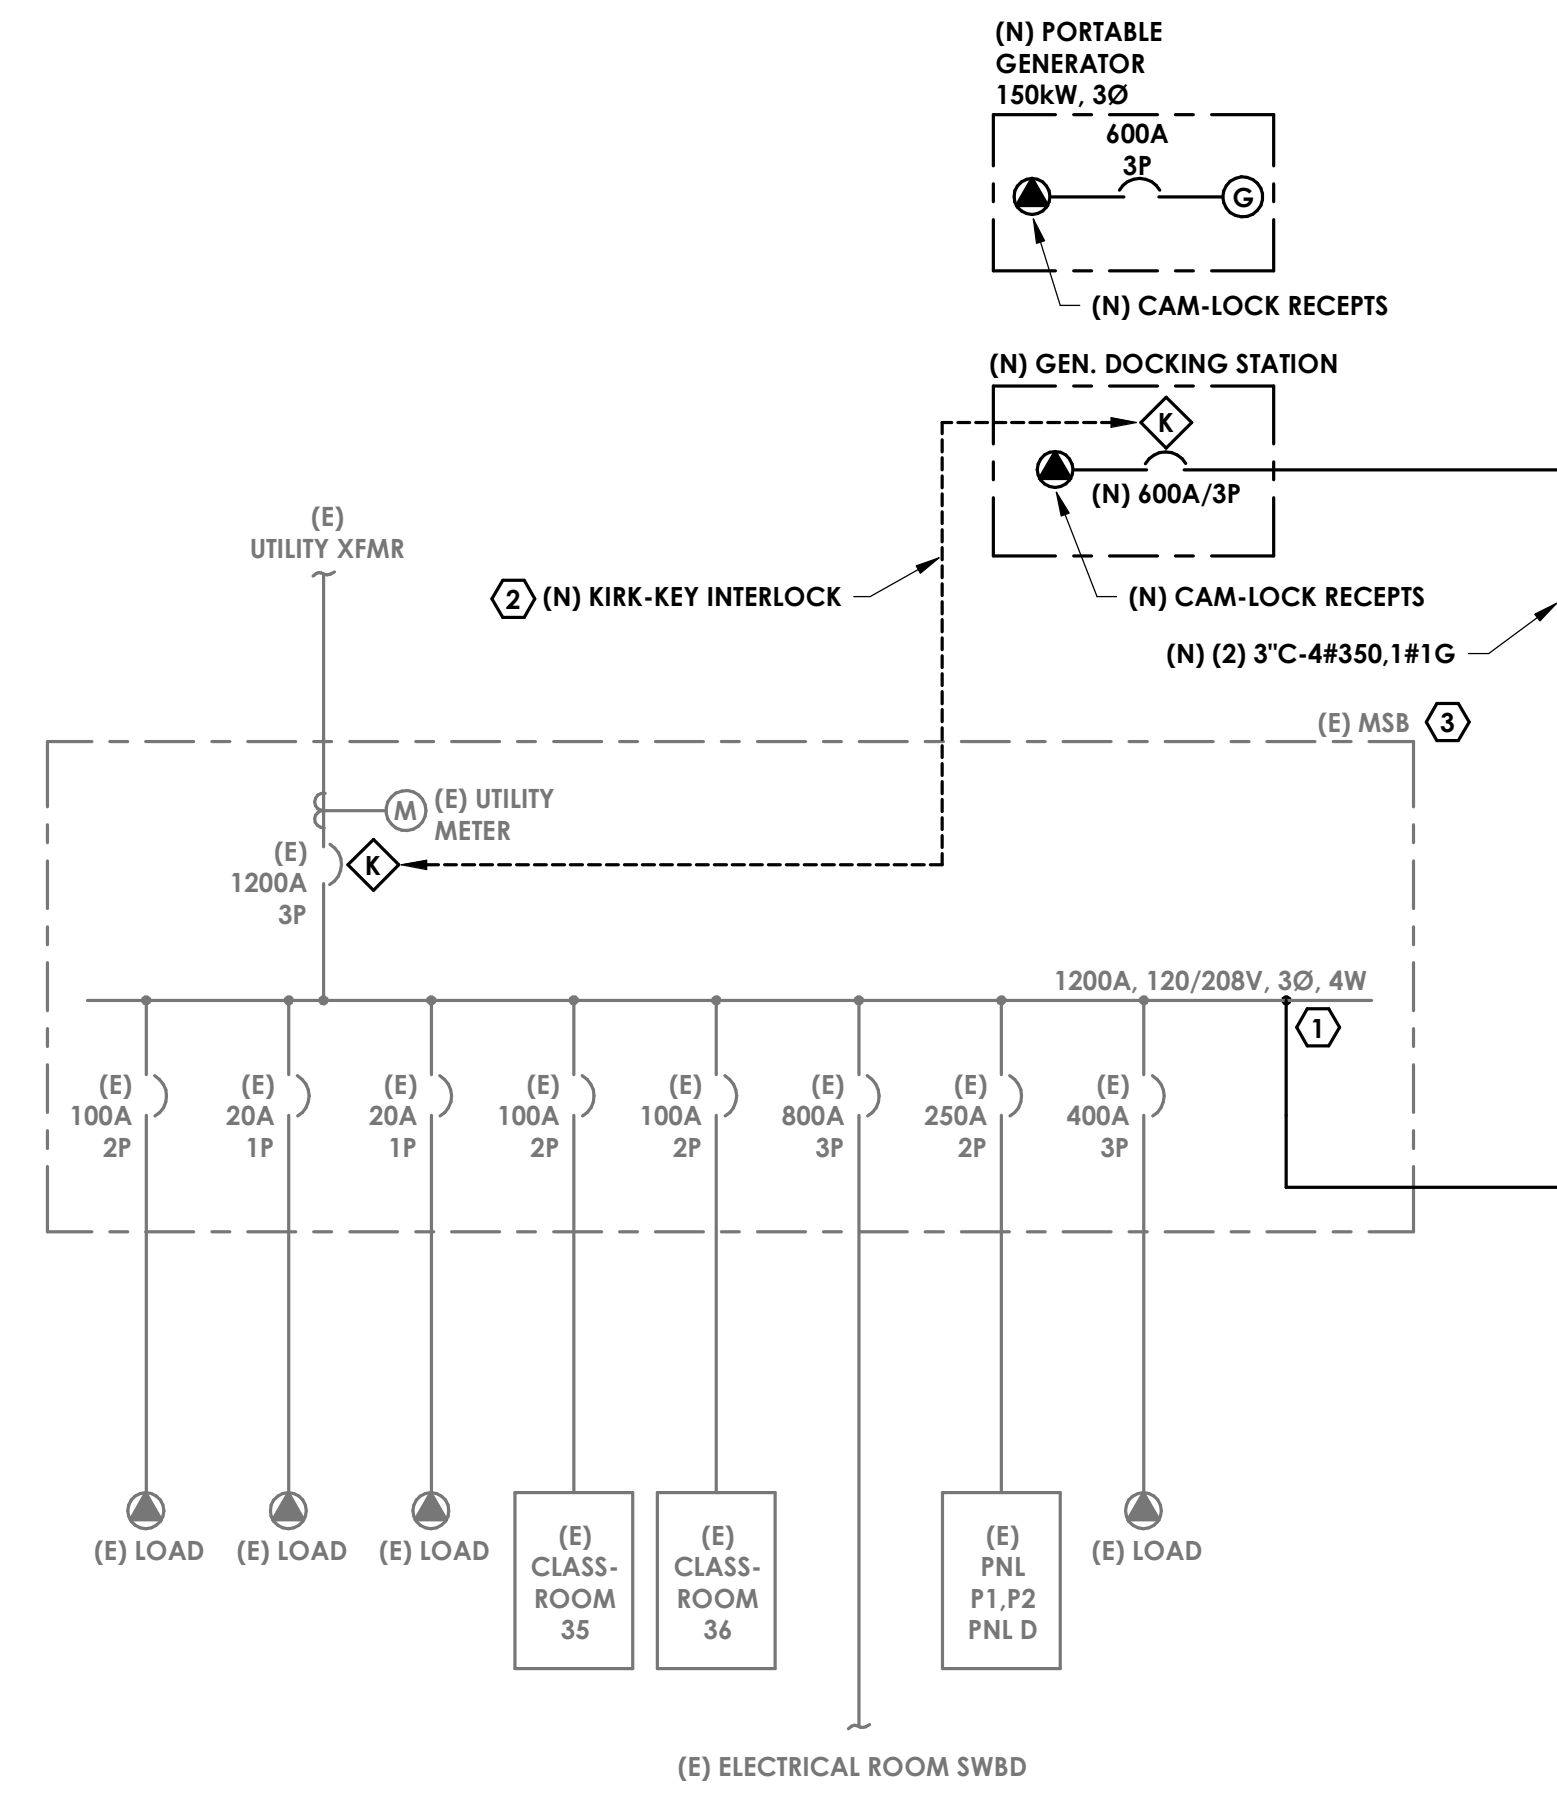 (N) PORTABLE
GENERATOR
150kW, 3Ø
600A
3P
G
(N) CAM-LOCK RECEPTS
(N) GEN. DOCKING STATION
K
(N) 600A/3P
(E)
UTILITY XFMR
2 (N) KIRK-KEY INTERLOCK
(N) CAM-LOCK RECEPTS
(N) (2) 3"C-4#350,1#1G
(E) MSB 3
M
(E) UTILITY
METER
(E)
1200A
3P
K
1200A, 120/208V, 3Ø, 4W
1
(E)
100A
2P
(E)
20A
1P
(E)
20A
1P
(E)
100A
2P
(E)
100A
2P
(E)
800A
3P
(E)
250A
2P
(E)
400A
3P
(E) LOAD
(E) LOAD
(E) LOAD
(E)
CLASS-
ROOM
35
(E)
CLASS-
ROOM
36
(E)
PNL
P1,P2
PNL D
(E) LOAD
(E) ELECTRICAL ROOM SWBD